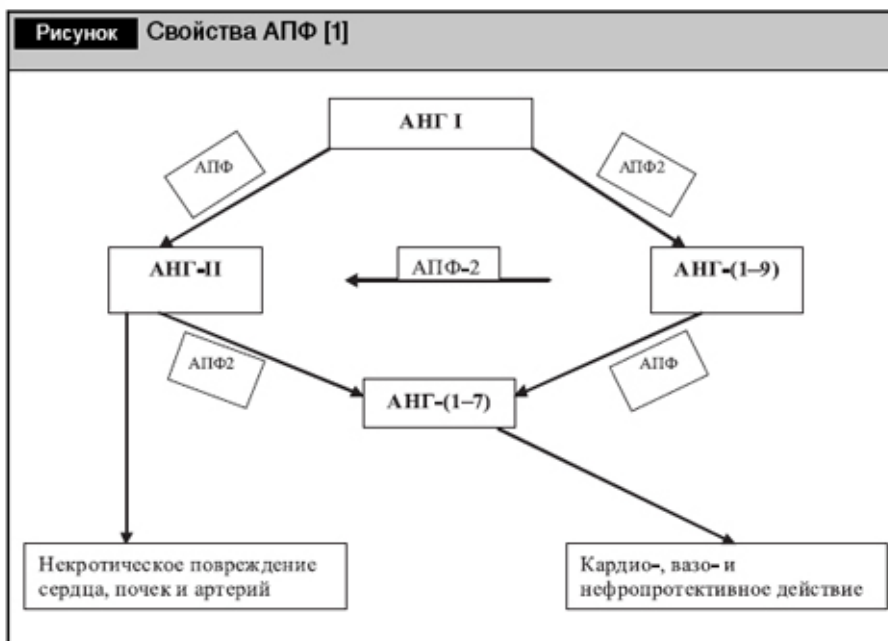 Рисунок Свойства АПФ [1]
АНГ I
АПФ
АПФ2
АНГ-II
АПФ-2
АНГ-(1–9)
АПФ2
АПФ
АНГ-(1–7)
Некротическое повреждение
сердца, почек и артерий
Кардио-, вазо- и
нефропротективное действие